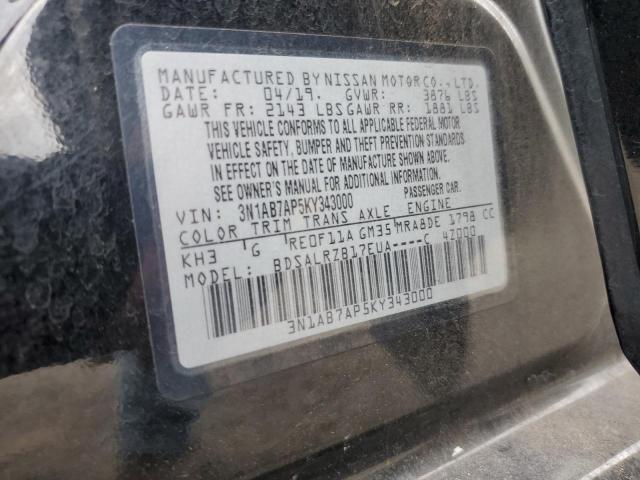 MANUFACTURED BY NISSAN MOTOR CO., LTD.
DATE: 04/19. GVWR: 3876 LBS
GAWR FR: 2143 LBS GAWR RR: 1881 LBS
THIS VEHICLE CONFORMS TO ALL APPLICABLE FEDERAL MOTOR
VEHICLE SAFETY, BUMPER AND THEFT PREVENTION STANDARDS
IN EFFECT ON THE DATE OF MANUFACTURE SHOWN ABOVE.
SEE OWNER'S MANUAL FOR ADDITIONAL INFORMATION.
VIN: 3N1AB7AP5KY343000 PASSENGER CAR
COLOR TRIM TRANS AXLE ENGINE
KH3 G RE0F11A GM35 MRA8DE 1798 CC
MODEL: BDSALRZB17EUA----C 47000
3N1AB7AP5KY343000